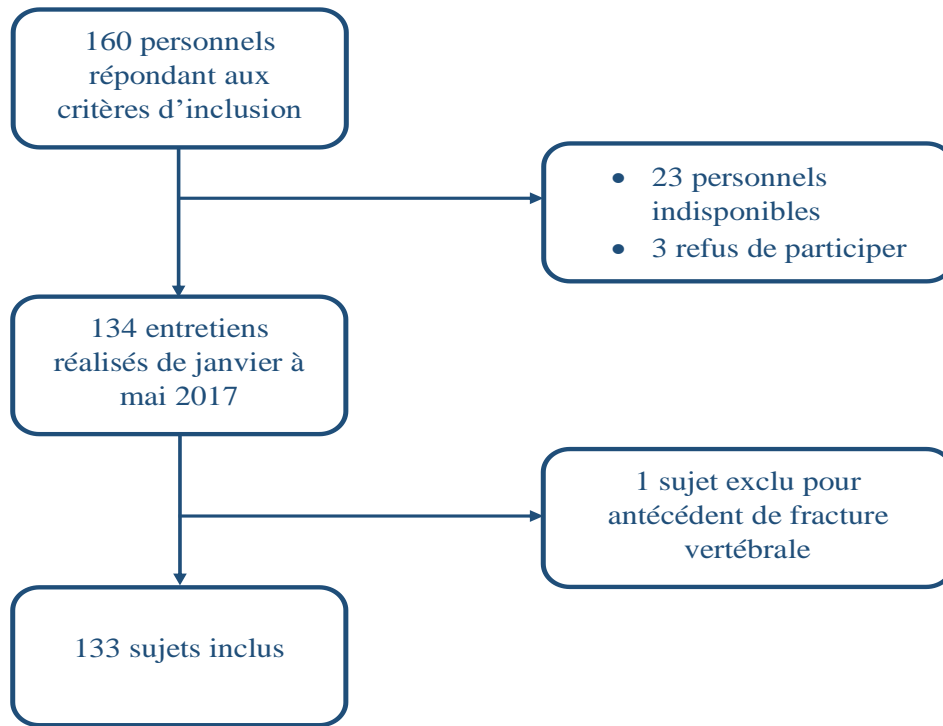 160 personnels
répondant aux
critères d’inclusion
• 23 personnels
indisponibles
• 3 refus de participer
134 entretiens
réalisés de janvier à
mai 2017
1 sujet exclu pour
antécédent de fracture
vertébrale
133 sujets inclus